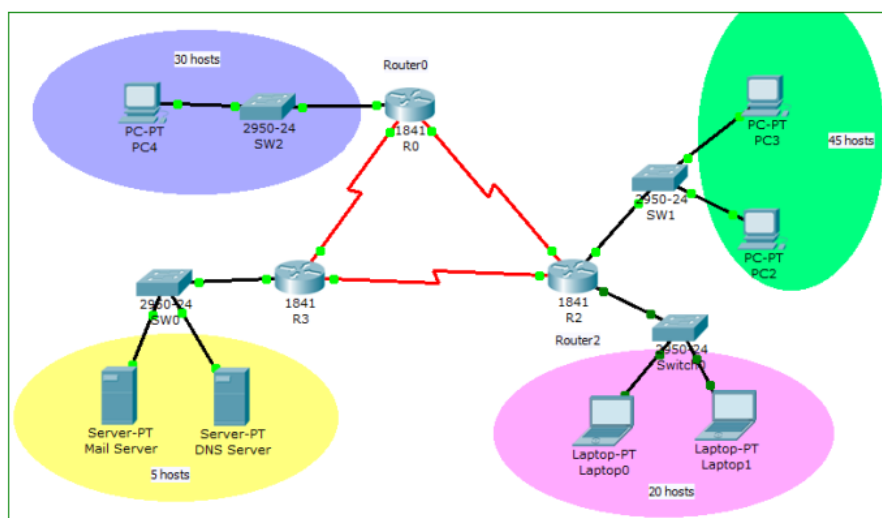 30 hosts
Router0
PC-PT
PC4
2950-24
SW2
1841
R0
PC-PT
PC3
45 hosts
2950-24
SW1
PC-PT
PC2
2950-24
SW0
1841
R3
1841
R2
Router2
2950-24
Switch0
Server-PT
Mail Server
Server-PT
DNS Server
5 hosts
Laptop-PT
Laptop0
Laptop-PT
Laptop1
20 hosts